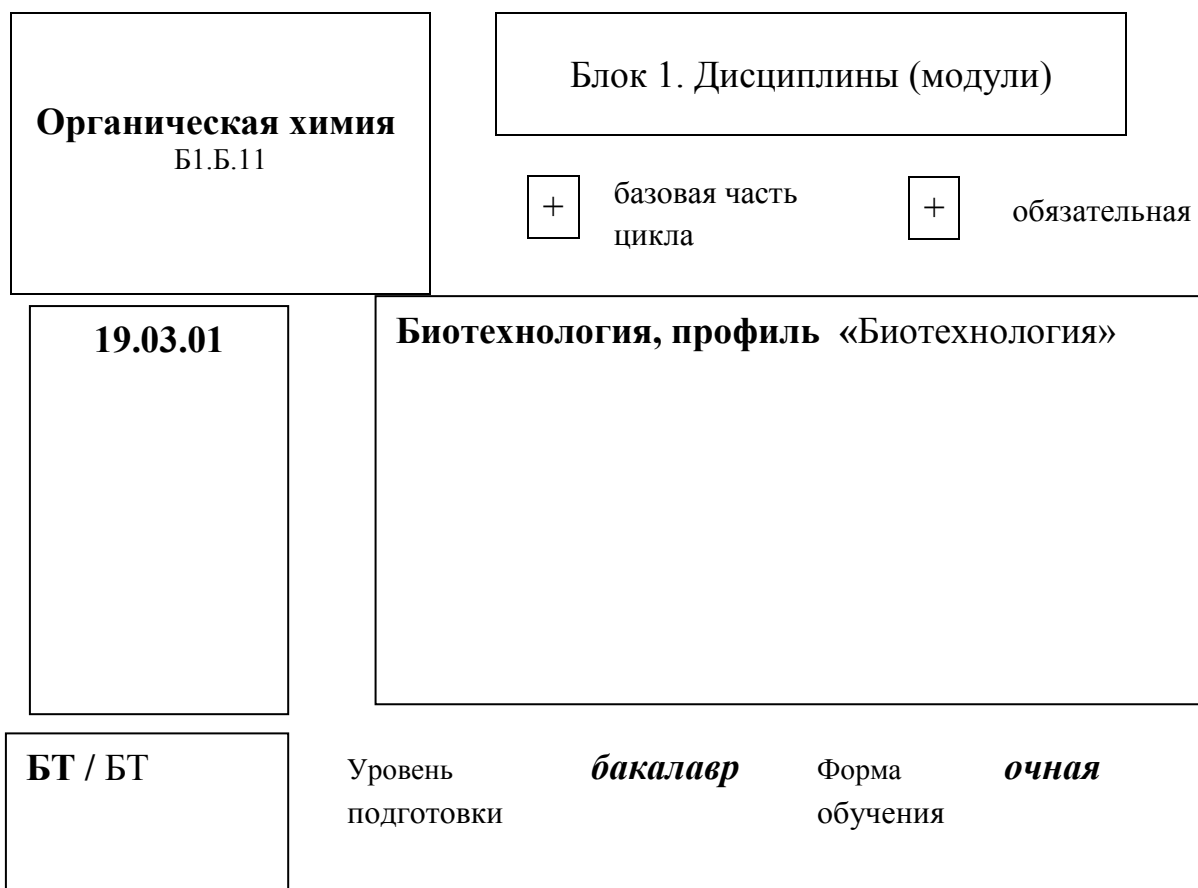 Органическая химия
Б1.Б.11
Блок 1. Дисциплины (модули)
+ базовая часть
цикла
+ обязательная
19.03.01
Биотехнология, профиль «Биотехнология»
БТ / БТ
Уровень
подготовки
бакалавр
Форма
обучения
очная